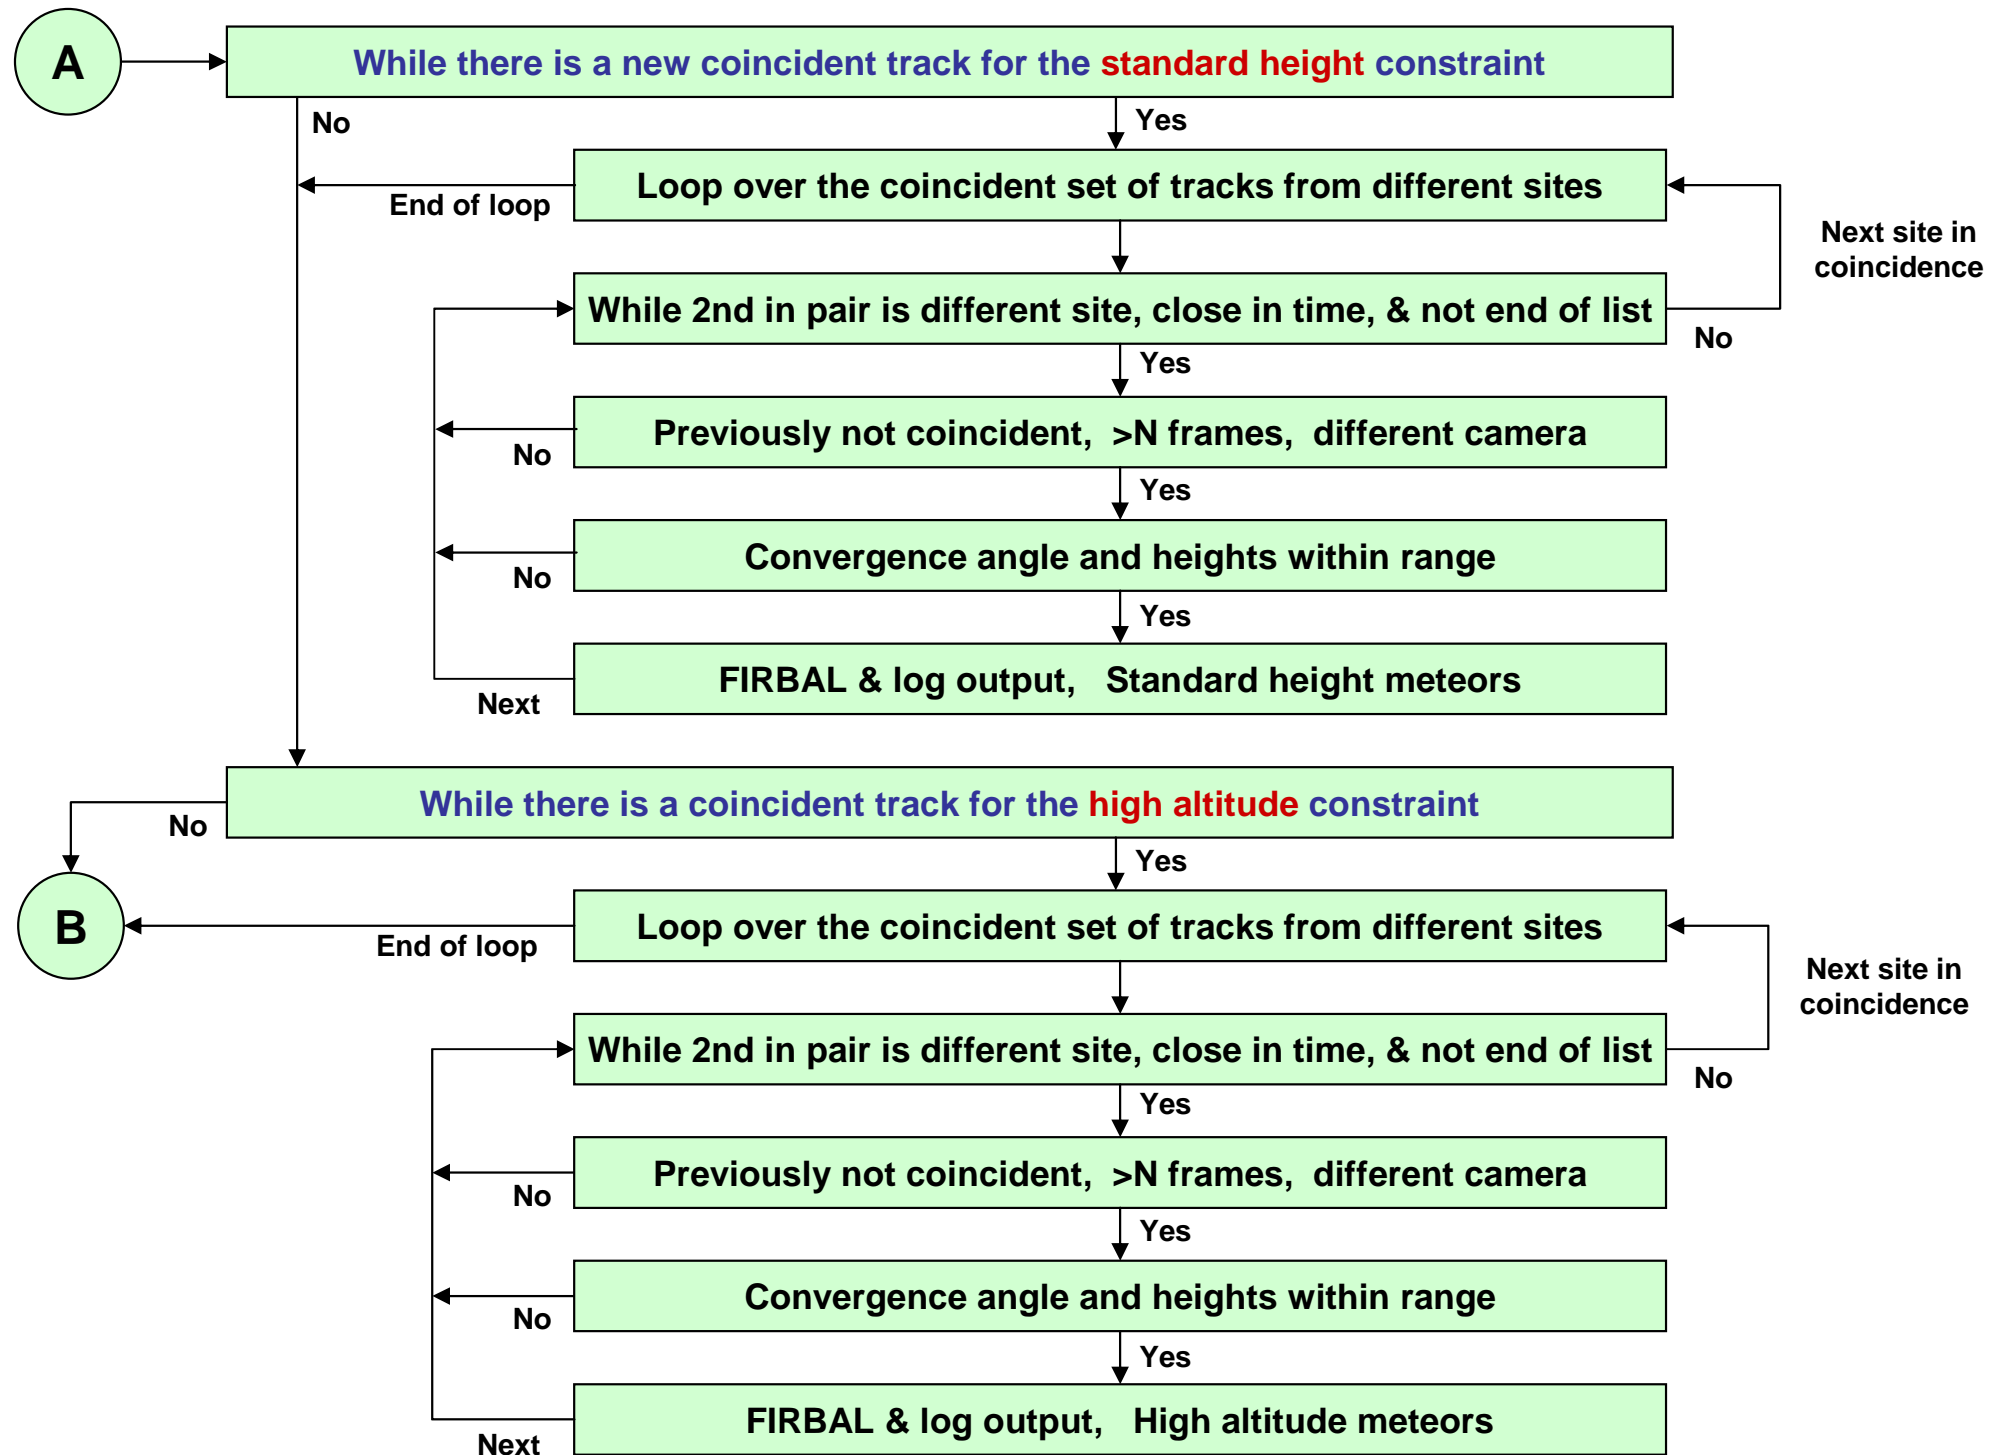 A
While there is a new coincident track for the standard height constraint
No
Yes
Loop over the coincident set of tracks from different sites
End of loop
Next site in
coincidence
While 2nd in pair is different site, close in time, & not end of list
No
Yes
Previously not coincident, >N frames, different camera
No
Yes
Convergence angle and heights within range
No
Yes
FIRBAL & log output, Standard height meteors
Next
While there is a coincident track for the high altitude constraint
No
Yes
B
Loop over the coincident set of tracks from different sites
End of loop
Next site in
coincidence
While 2nd in pair is different site, close in time, & not end of list
No
Yes
Previously not coincident, >N frames, different camera
No
Yes
Convergence angle and heights within range
No
Yes
FIRBAL & log output, High altitude meteors
Next